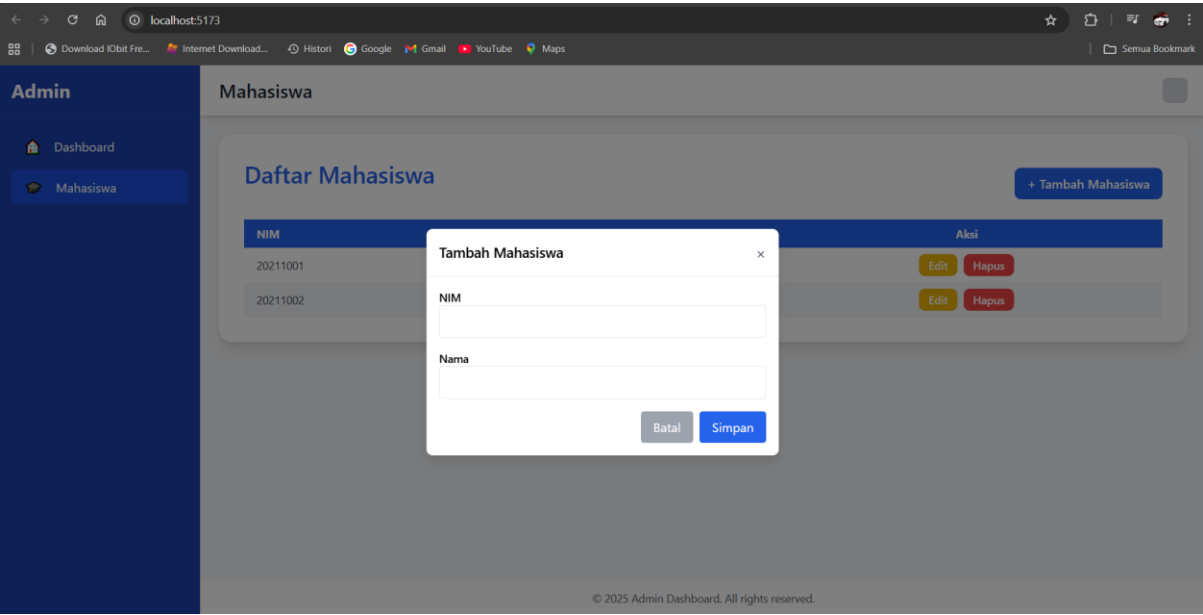 localhost:5173
Download IObit Fre... Internet Download... Histori Google Gmail YouTube Maps Semua Bookmark
Admin
Mahasiswa
Dashboard
Mahasiswa
Daftar Mahasiswa
+ Tambah Mahasiswa
NIM Aksi
20211001 Edit Hapus
20211002 Edit Hapus
Tambah Mahasiswa ×
NIM
Nama
Batal Simpan
© 2025 Admin Dashboard. All rights reserved.